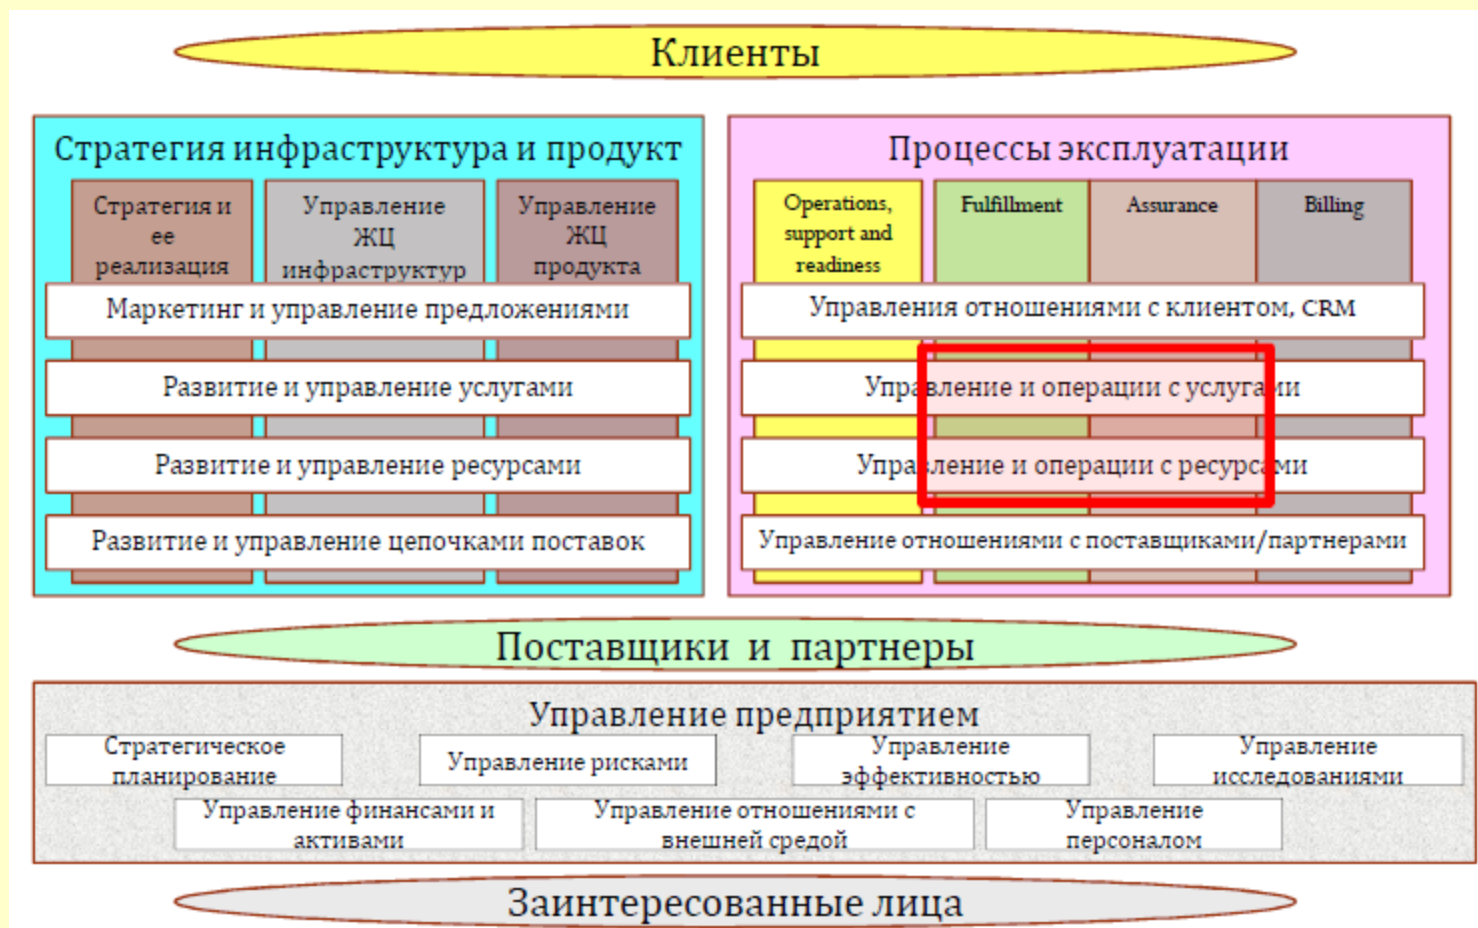 Клиенты
Стратегия инфраструктура и продукт
Стратегия и
ее
реализация
Управление
ЖЦ
инфраструктур
Управление
ЖЦ
продукта
Маркетинг и управление предложениями
Развитие и управление услугами
Развитие и управление ресурсами
Развитие и управление цепочками поставок
Процессы эксплуатации
Operations,
support and
readiness
Fulfillment
Assurance
Billing
Управления отношениями с клиентом, CRM
Управление и операции с услугами
Управление и операции с ресурсами
Управление отношениями с поставщиками/партнерами
Поставщики и партнеры
Управление предприятием
Стратегическое
планирование
Управление рисками
Управление
эффективностью
Управление
исследованиями
Управление финансами и
активами
Управление отношениями с
внешней средой
Управление
персоналом
Заинтересованные лица